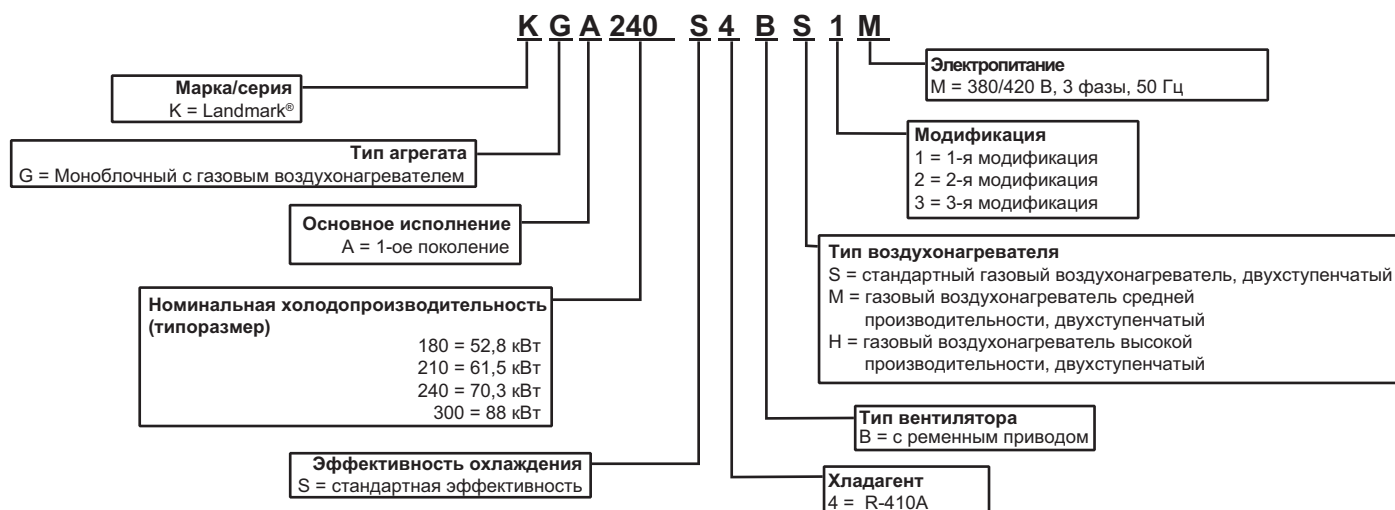 K G A 240 S 4 B S 1 M
Марка/серия
K = Landmark®
Тип агрегата
G = Моноблочный с газовым воздухонагревателем
Основное исполнение
A = 1-ое поколение
Номинальная холодопроизводительность
(типоразмер)
180 = 52,8 кВт
210 = 61,5 кВт
240 = 70,3 кВт
300 = 88 кВт
Эффективность охлаждения
S = стандартная эффективность
Электропитание
M = 380/420 В, 3 фазы, 50 Гц
Модификация
1 = 1-я модификация
2 = 2-я модификация
3 = 3-я модификация
Тип воздухонагревателя
S = стандартный газовый воздухонагреватель, двухступенчатый
M = газовый воздухонагреватель средней
производительности, двухступенчатый
H = газовый воздухонагреватель высокой
производительности, двухступенчатый
Тип вентилятора
B = с ременным приводом
Хладагент
4 = R-410A